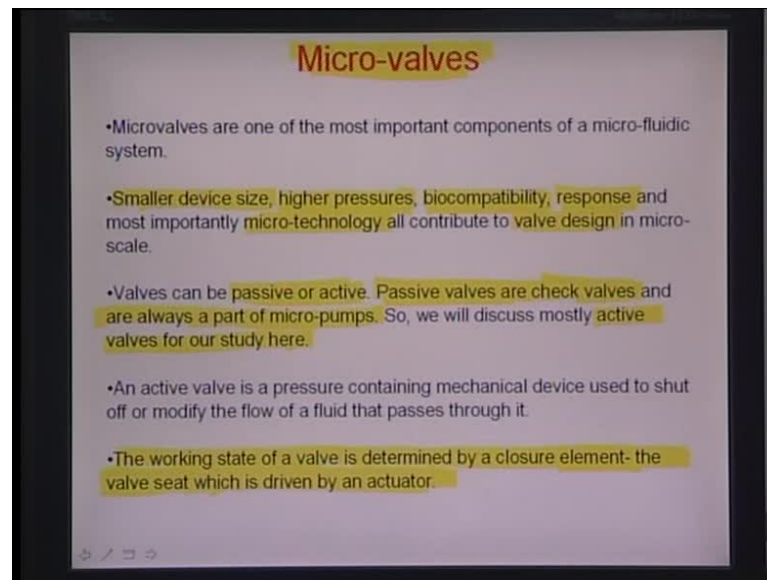 Micro-valves
•Microvalves are one of the most important components of a micro-fluidic
system.
•Smaller device size, higher pressures, biocompatibility, response and
most importantly micro-technology all contribute to valve design in micro-
scale.
•Valves can be passive or active. Passive valves are check valves and
are always a part of micro-pumps. So, we will discuss mostly active
valves for our study here.
•An active valve is a pressure containing mechanical device used to shut
off or modify the flow of a fluid that passes through it.
•The working state of a valve is determined by a closure element- the
valve seat which is driven by an actuator.